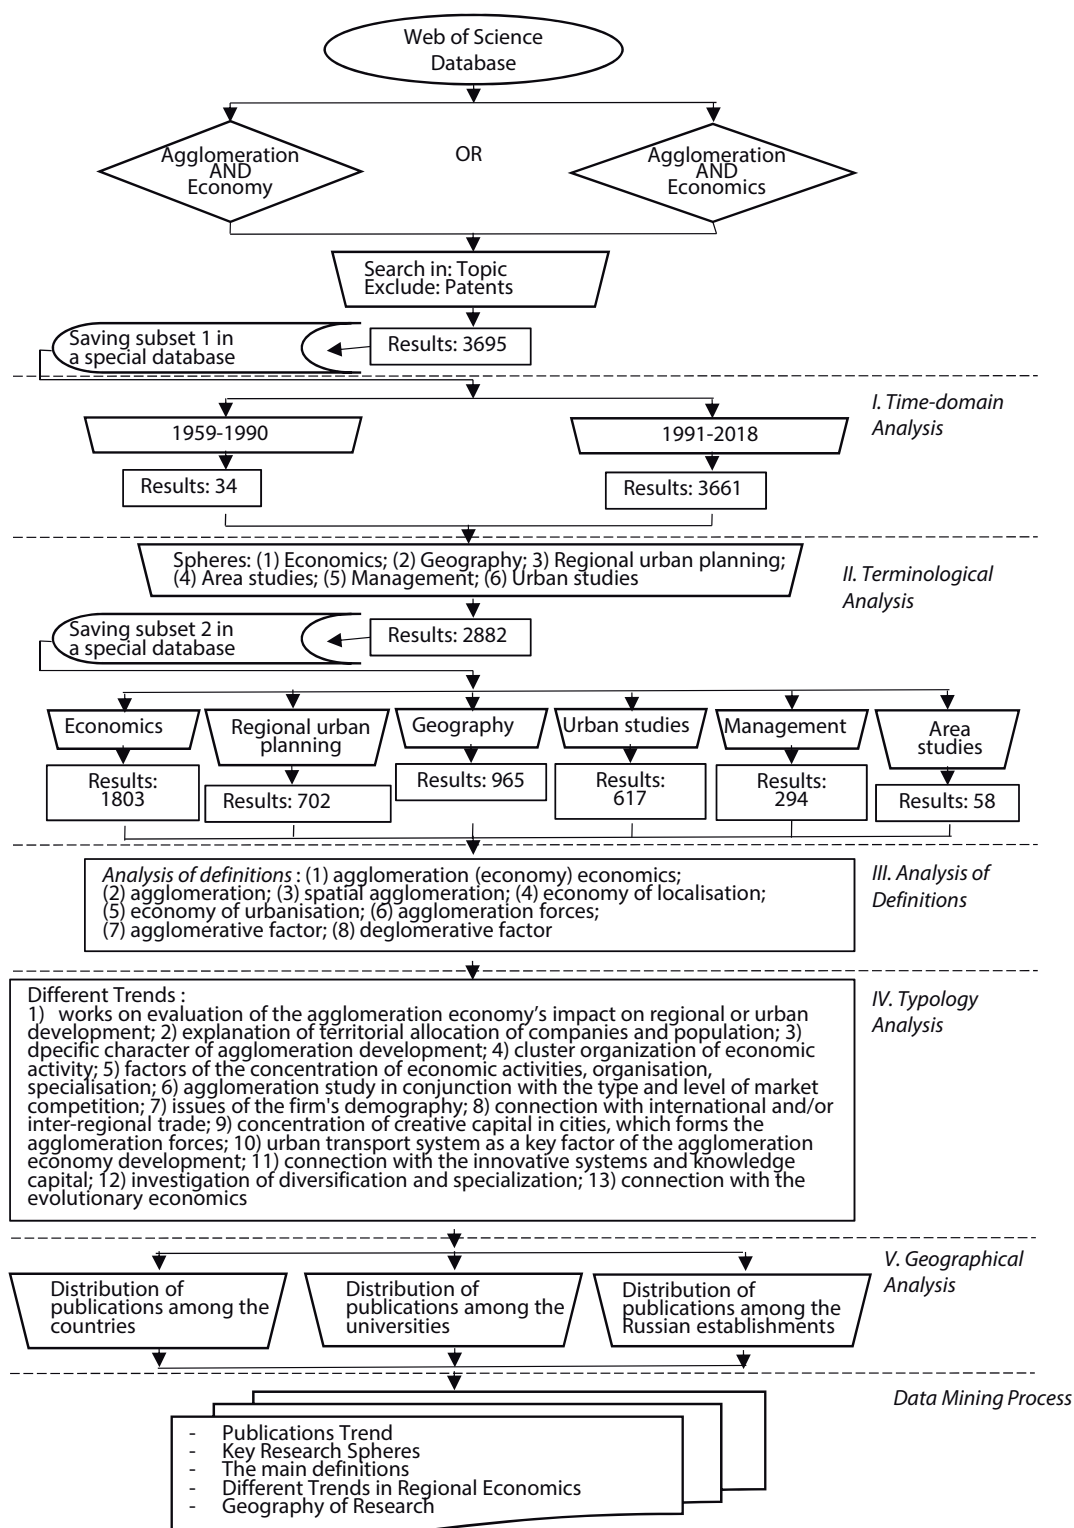 Web of Science
Database
Agglomeration
AND
Economy
OR
Agglomeration
AND
Economics
Search in: Topic
Exclude: Patents
Saving subset 1 in
a special database
Results: 3695
I. Time-domain
Analysis
1959-1990
1991-2018
Results: 34
Results: 3661
Spheres: (1) Economics; (2) Geography; 3) Regional urban planning;
(4) Area studies; (5) Management; (6) Urban studies
II. Terminological
Analysis
Saving subset 2 in
a special database
Results: 2882
Economics
Regional urban
planning
Geography
Urban studies
Management
Area
studies
Results:
1803
Results: 702
Results: 965
Results:
617
Results:
294
Results: 58
Analysis of definitions : (1) agglameration (economy) economics;
(2) agglomeration; (3) spatial agglomeration; (4) economy of localisation;
(5) economy of urbanisation; (6) agglomeration forces;
(7) agglomerative factor; (8) deglomerative factor
III. Analysis of
Definitions
Different Trends :
1) works on evaluation of the agglomeration economy's impact on regional or urban
development; 2) explanation of territorial allocation of companies and population; 3)
dpecific character of agglomeration development; 4) cluster organization of economic
activity; 5) factors of the concentration of economic activities, organisation,
specialisation; 6) agglomeration study in conjunction with the type and level of market
competition; 7) issues of the firm's demography; 8) connection with international and/or
inter-regional trade; 9) concentration of creative capital in cities, which forms the
agglomeration forces; 10) urban transport system as a key factor of the agglomeration
economy development; 11) connection with the innovative systems and knowledge
capital; 12) investigation of diversification and specialization; 13) connection with the
evolutionary economics
IV. Typology
Analysis
V. Geographical
Analysis
Distribution of
publications among the
countries
Distribution of
publications among the
universities
Distribution of
publications among the
Russian establishments
Data Mining Process
- Publications Trend
- Key Research Spheres
- The main definitions
- Different Trends in Regional Economics
- Geography of Research